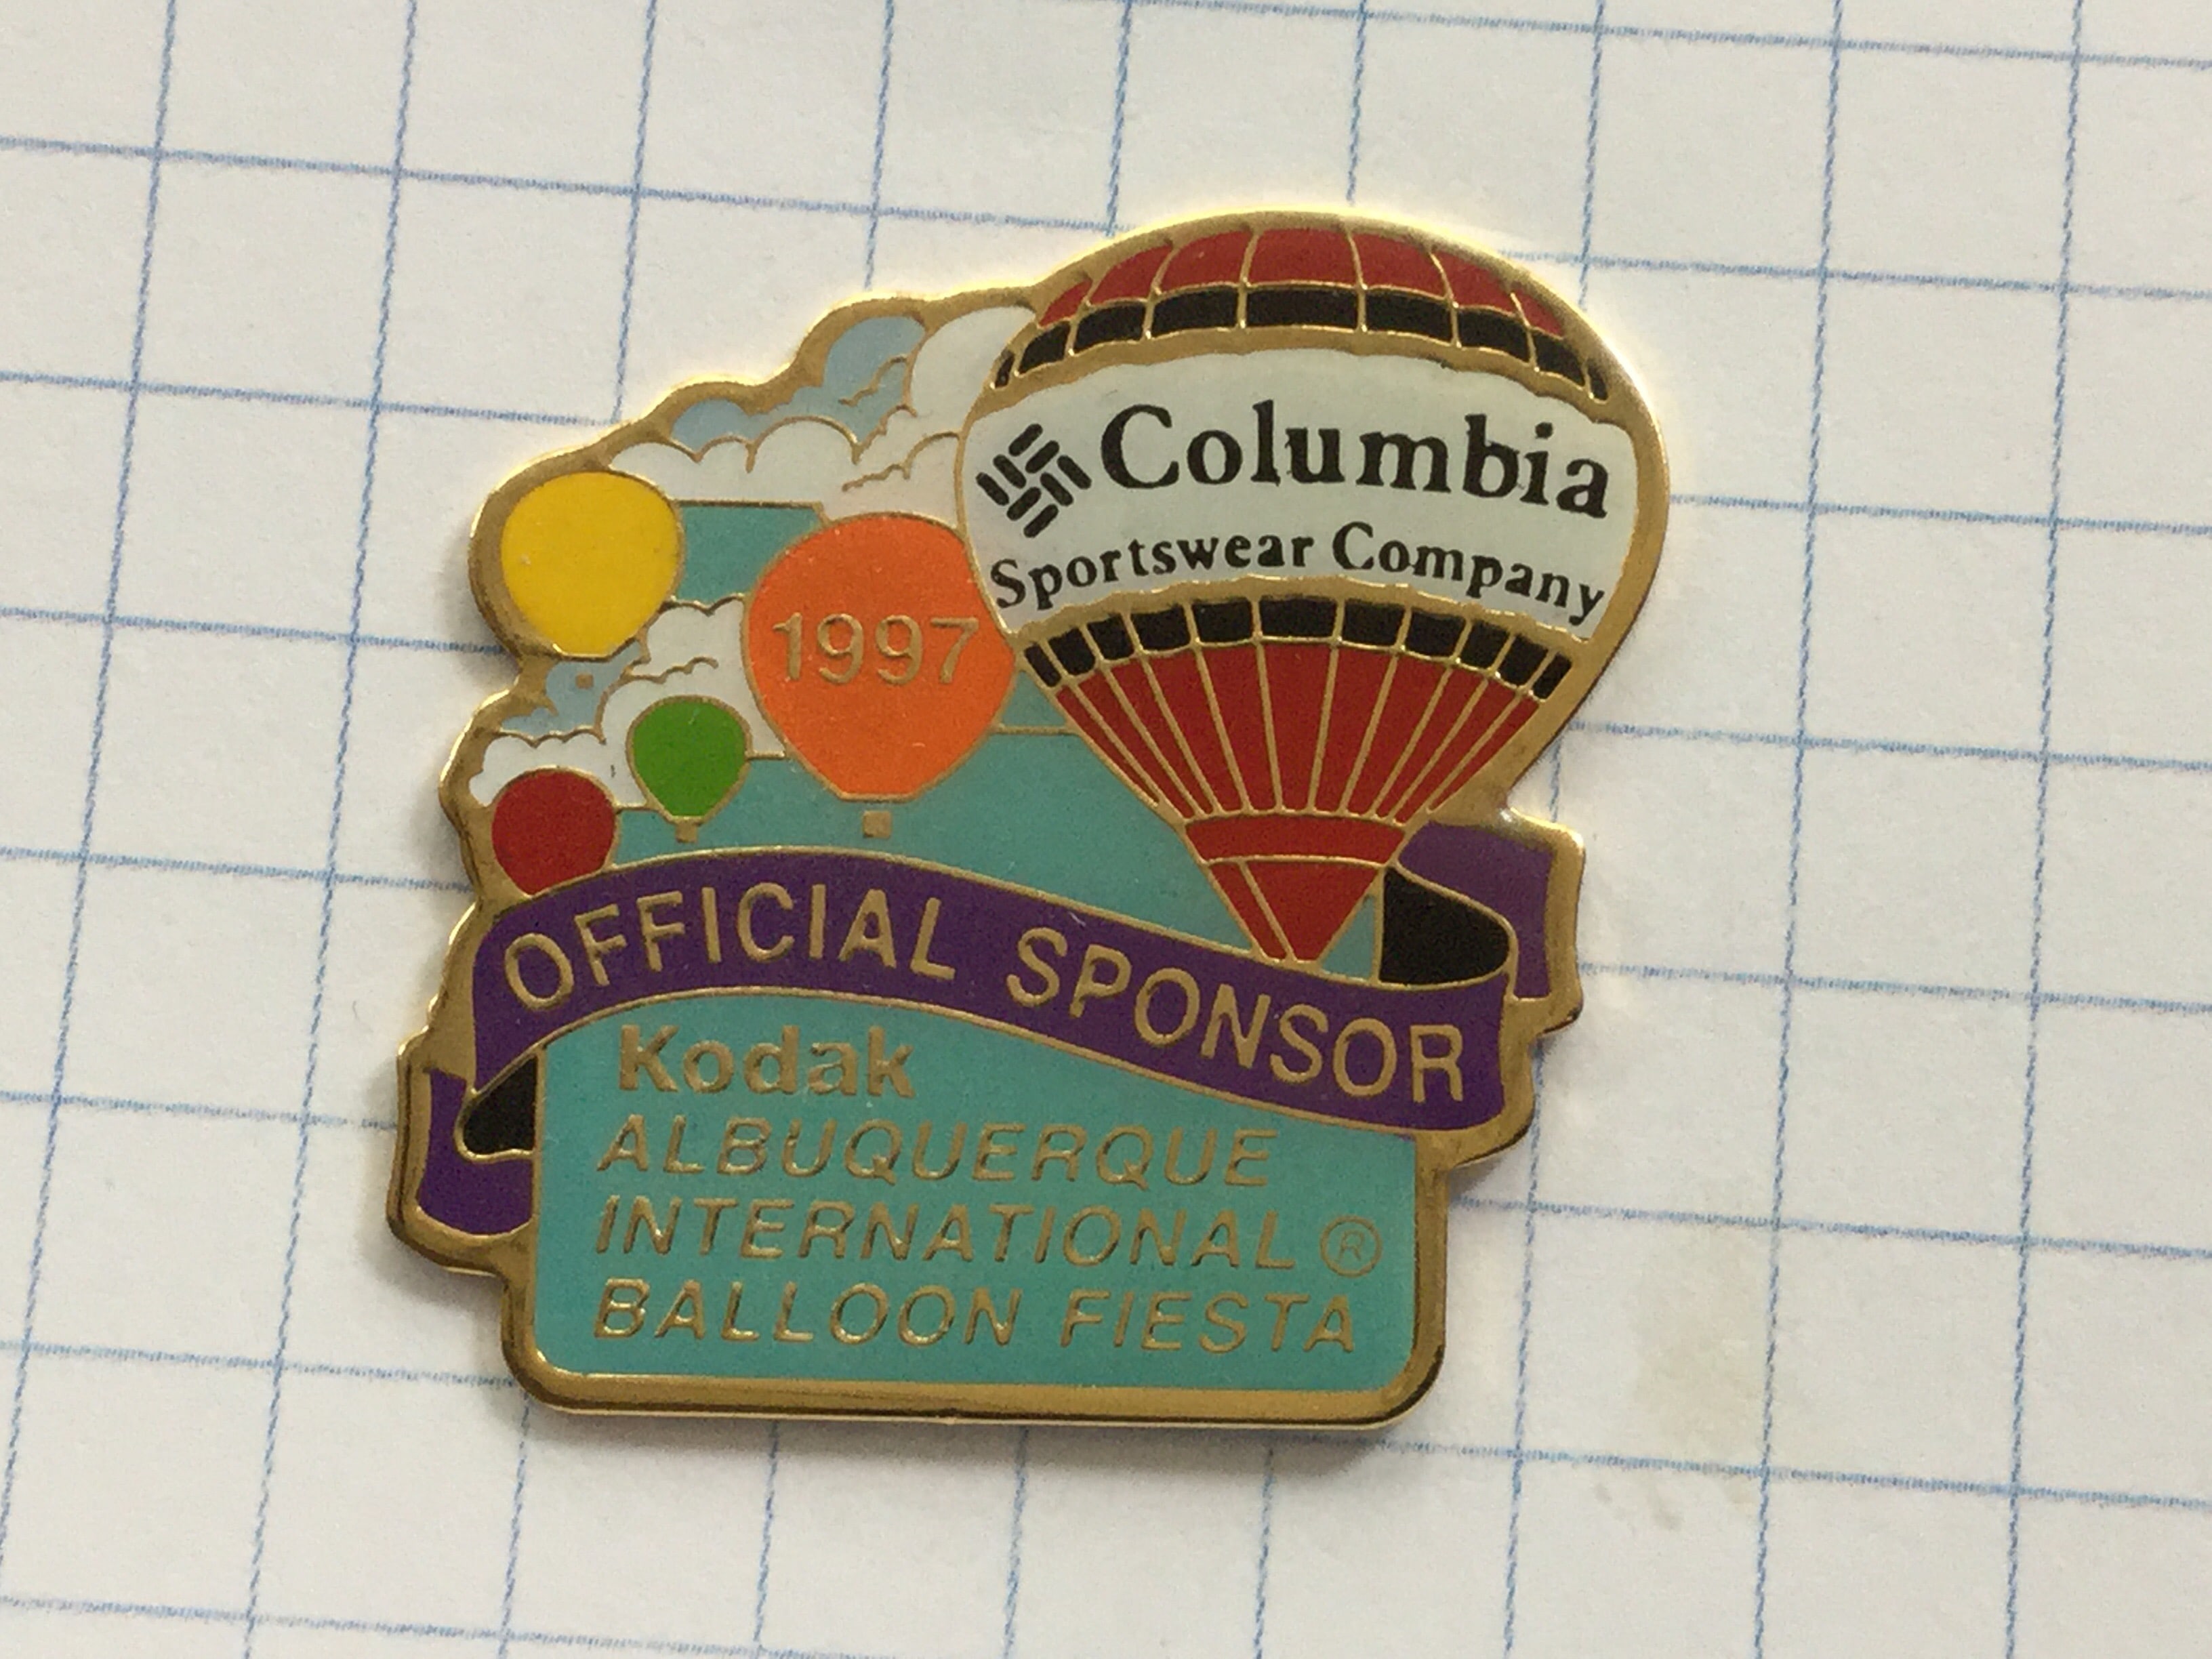 Columbia
Sportswear Company
1997
OFFICIAL SPONSOR
Kodak
ALBUQUERQUE
INTERNATIONAL ®
BALLOON FIESTA